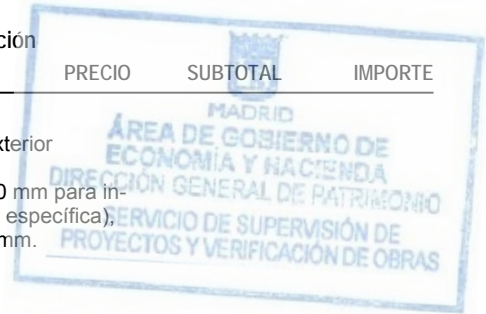 ción
PRECIO SUBTOTAL IMPORTE
MADRID
xterior
ÁREA DE GOBIERNO DE
ECONOMÍA Y HACIENDA
0 mm para in-
DIRECCIÓN GENERAL DE PATRIMONIO
específica),
SERVICIO DE SUPERVISIÓN DE
mm.
PROYECTOS Y VERIFICACIÓN DE OBRAS